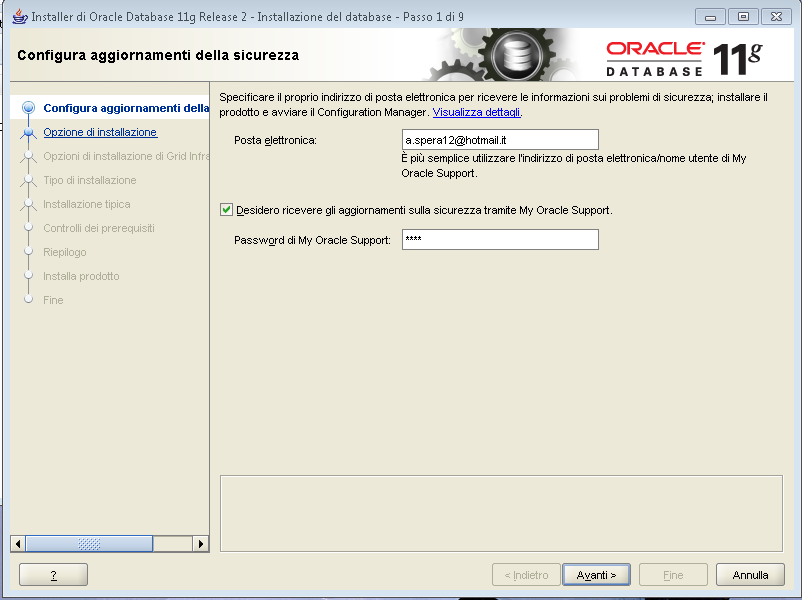 Installer di Oracle Database 11g Release 2 - Installazione del database - Passo 1 di 9
Configura aggiornamenti della sicurezza
ORACLE
DATABASE
11g
Configura aggiornamenti della
Opzione di installazione
Opzioni di installazione di Grid Infra
Tipo di installazione
Installazione tipica
Controlli dei prerequisiti
Riepilogo
Installa prodotto
Fine
Specificare il proprio indirizzo di posta elettronica per ricevere le informazioni sui problemi di sicurezza; installare il
prodotto e avviare il Configuration Manager. Visualizza dettagli.
Posta elettronica:
a.spera12@hotmail.it
È più semplice utilizzare l'indirizzo di posta elettronica/nome utente di My
Oracle Support.
Desidero ricevere gli aggiornamenti sulla sicurezza tramite My Oracle Support.
Password di My Oracle Support:
****
?
< Indietro
Avanti >
Fine
Annulla